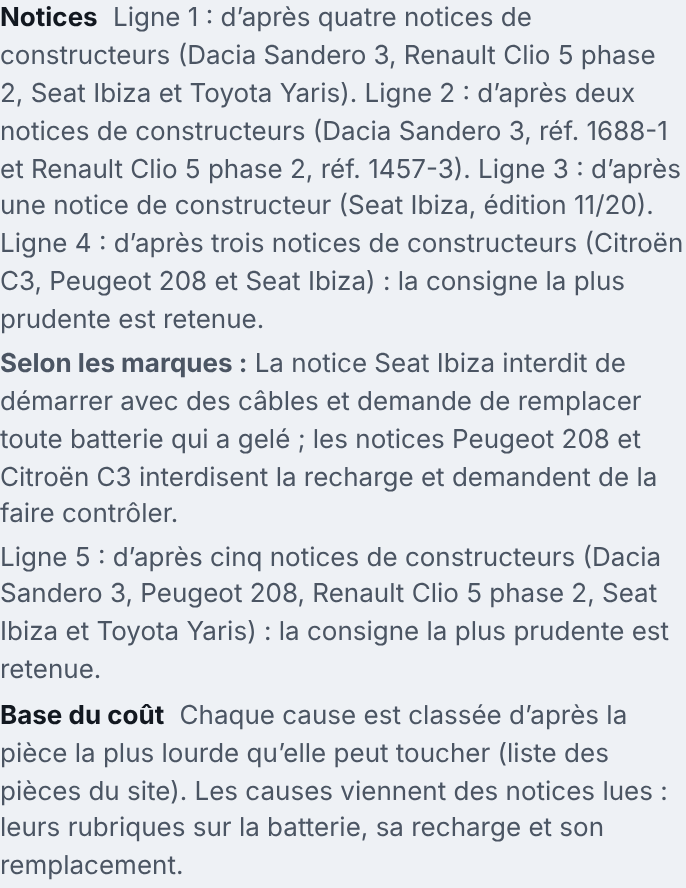 Notices Ligne 1 : d’après quatre notices de
constructeurs (Dacia Sandero 3, Renault Clio 5 phase
2, Seat Ibiza et Toyota Yaris). Ligne 2 : d’après deux
notices de constructeurs (Dacia Sandero 3, réf. 1688-1
et Renault Clio 5 phase 2, réf. 1457-3). Ligne 3 : d’après
une notice de constructeur (Seat Ibiza, édition 11/20).
Ligne 4 : d’après trois notices de constructeurs (Citroën
C3, Peugeot 208 et Seat Ibiza) : la consigne la plus
prudente est retenue.
Selon les marques : La notice Seat Ibiza interdit de
démarrer avec des câbles et demande de remplacer
toute batterie qui a gelé ; les notices Peugeot 208 et
Citroën C3 interdisent la recharge et demandent de la
faire contrôler.
Ligne 5 : d’après cinq notices de constructeurs (Dacia
Sandero 3, Peugeot 208, Renault Clio 5 phase 2, Seat
Ibiza et Toyota Yaris) : la consigne la plus prudente est
retenue.
Base du coût Chaque cause est classée d’après la
pièce la plus lourde qu’elle peut toucher (liste des
pièces du site). Les causes viennent des notices lues :
leurs rubriques sur la batterie, sa recharge et son
remplacement.